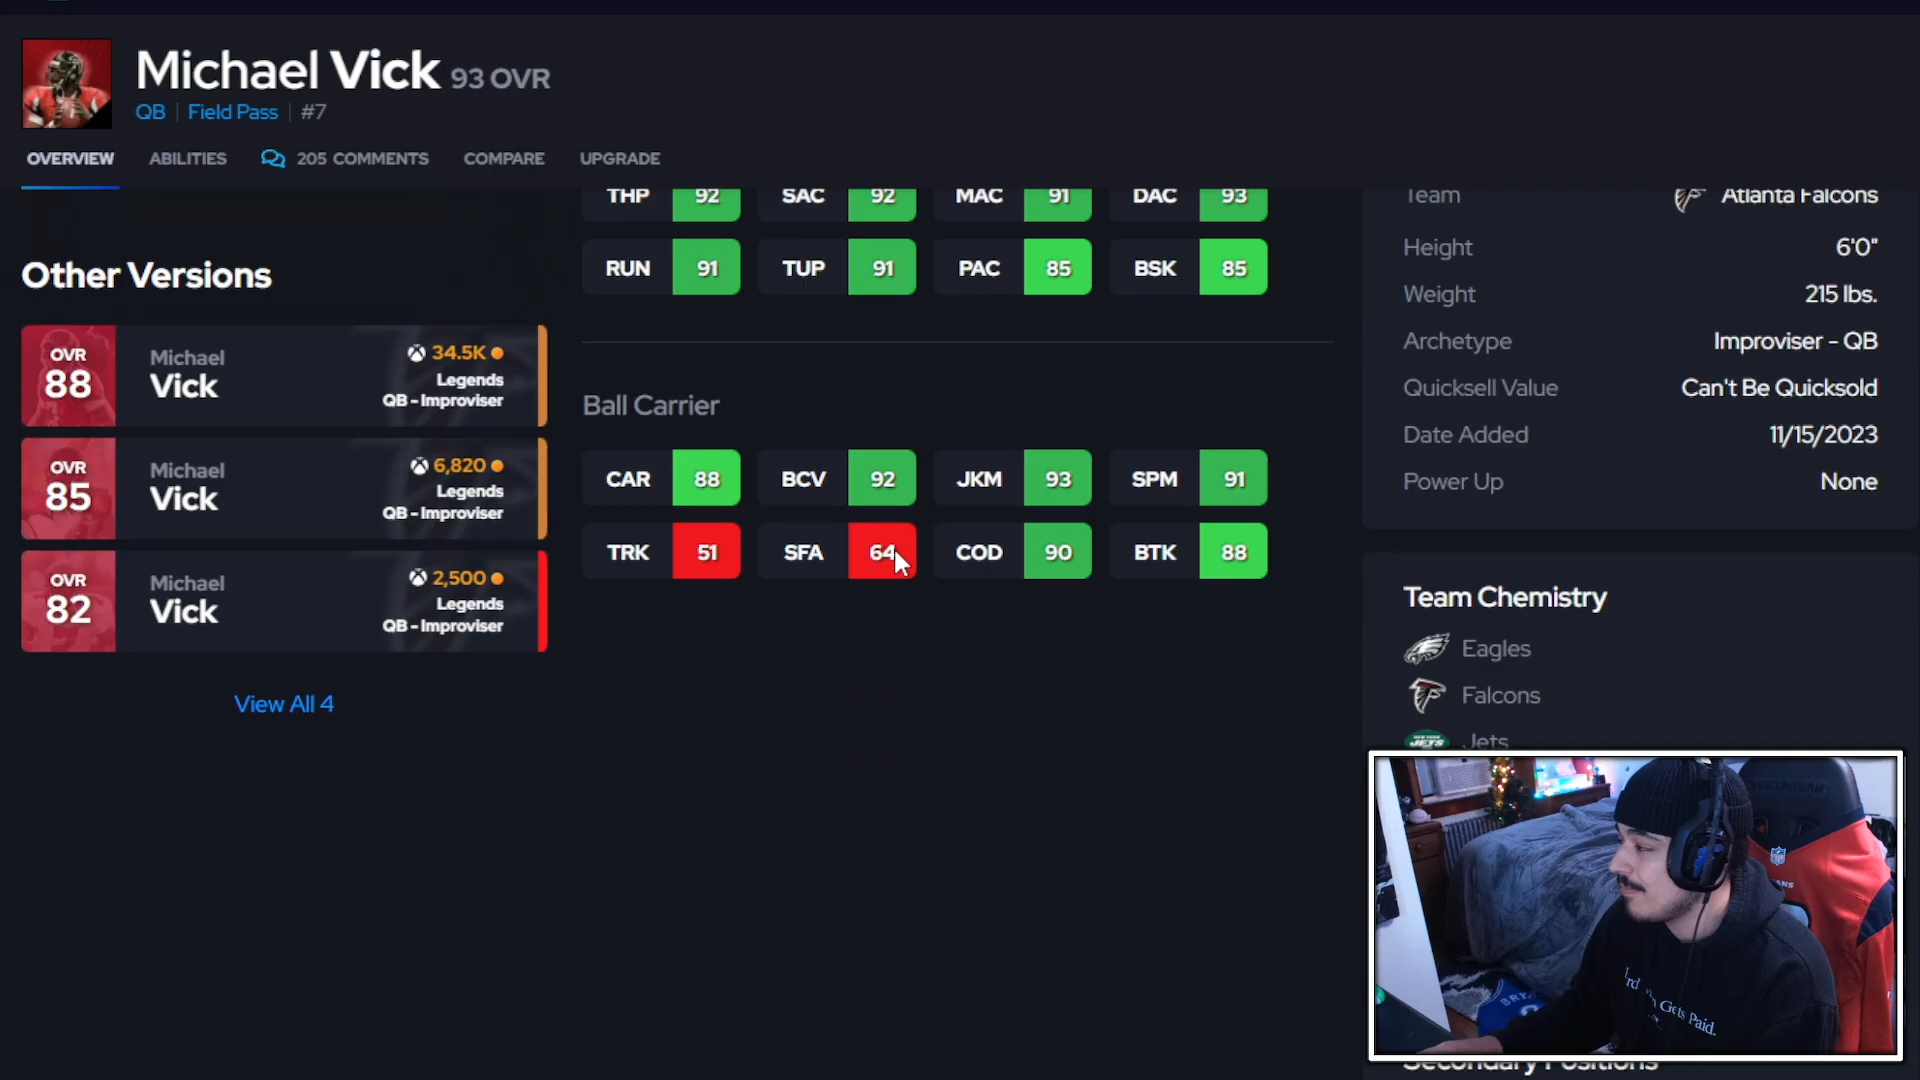 Michael Vick 93 OVR
QB | Field Pass | #7
OVERVIEW ABILITIES 205 COMMENTS COMPARE UPGRADE
THP 92 SAC 92 MAC 91 DAC 93
RUN 91 TUP 91 PAC 85 BSK 85
Other Versions
OVR 88
Michael Vick
34.5K
Legends
QB - Improviser
OVR 85
Michael Vick
6,820
Legends
QB - Improviser
OVR 82
Michael Vick
2,500
Legends
QB - Improviser
View All 4
Ball Carrier
CAR 88 BCV 92 JKM 93 SPM 91
TRK 51 SFA 64 COD 90 BTK 88
Team Atlanta Falcons
Height 6'0"
Weight 215 lbs.
Archetype Improviser - QB
Quicksell Value Can't Be Quicksold
Date Added 11/15/2023
Power Up None
Team Chemistry
Eagles
Falcons
Jets
Gets Paid.
Secondary Positions